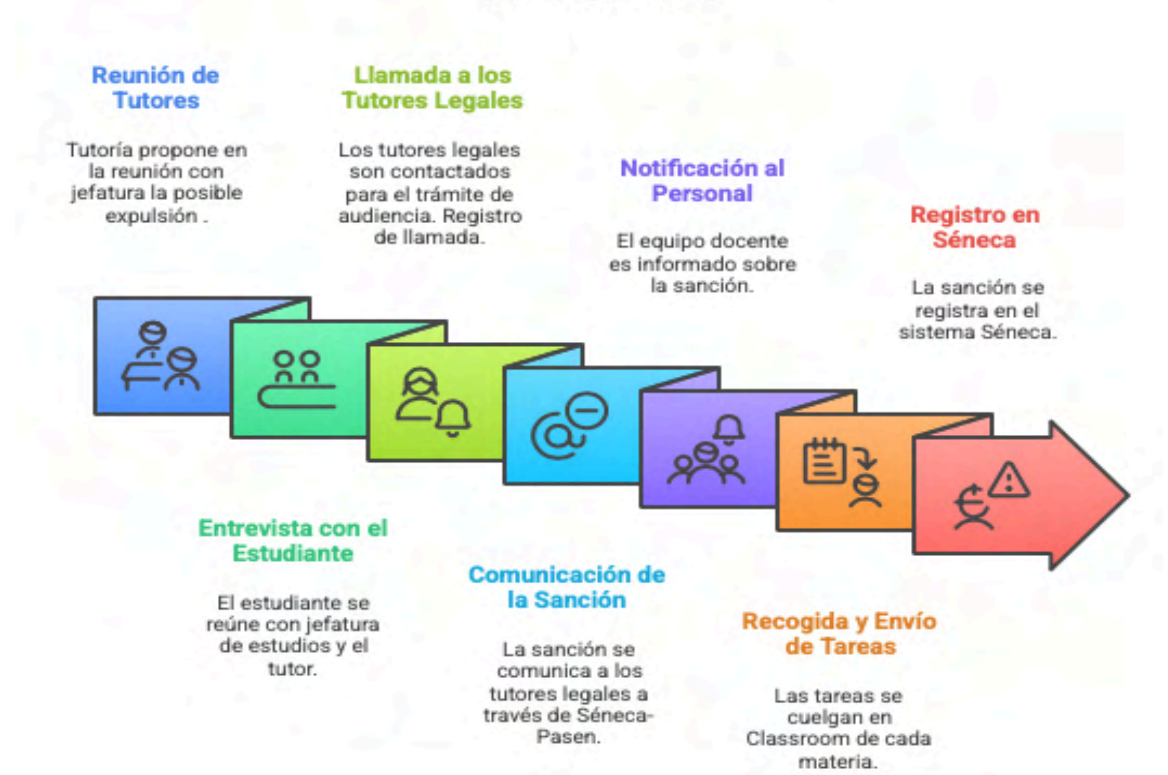 Reunión de
Tutores
Tutoría propone en
la reunión con
jefatura la posible
expulsión .
Entrevista con el
Estudiante
El estudiante se
reúne con jefatura
de estudios y el
tutor.
Llamada a los
Tutores Legales
Los tutores legales
son contactados
para el trámite de
audiencia. Registro
de llamada.
Comunicación de
la Sanción
La sanción se
comunica a los
tutores legales a
través de Séneca-
Pasen.
Notificación al
Personal
El equipo docente
es informado sobre
la sanción.
Recogida y Envío
de Tareas
Las tareas se
cuelgan en
Classroom de cada
materia.
Registro en
Séneca
La sanción se
registra en el
sistema Séneca.